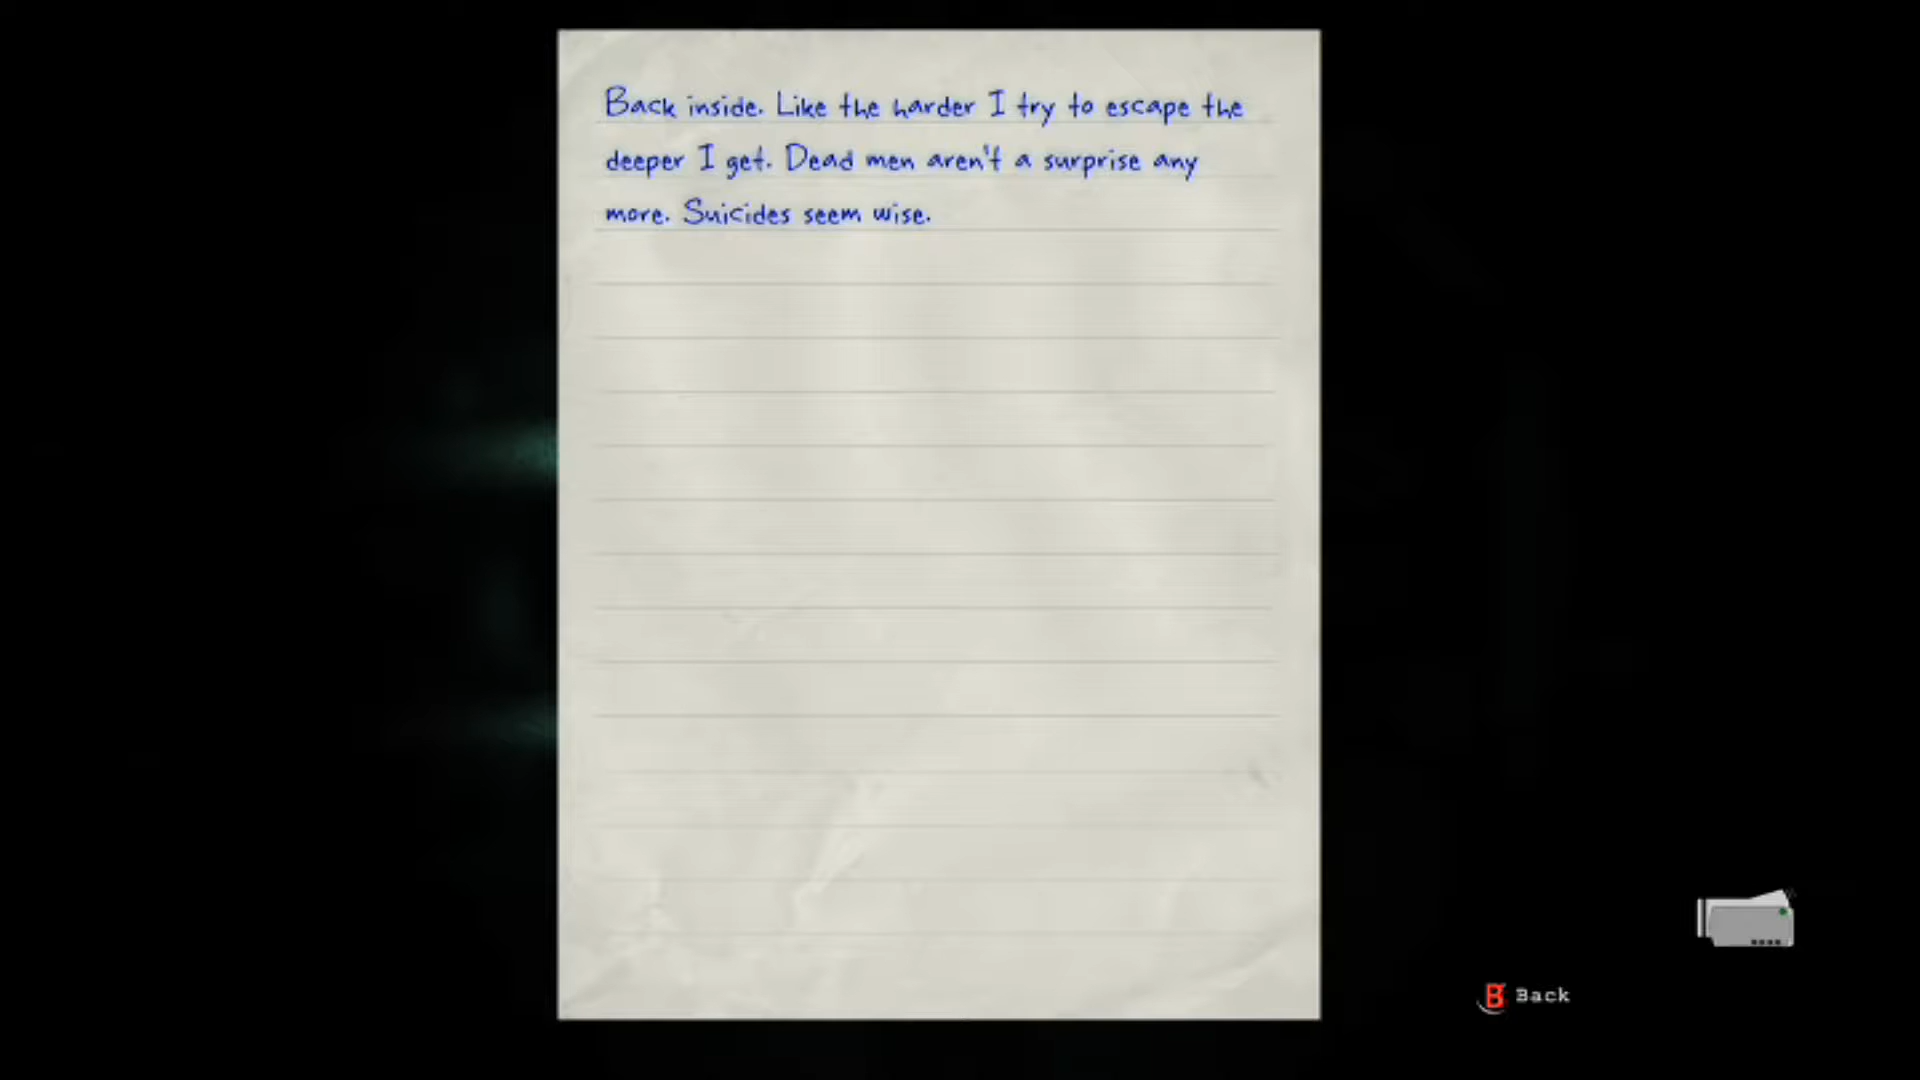 Back inside. Like the harder I try to escape the
deeper I get. Dead men aren't a surprise any
more. Suicides seem wise.
B Back